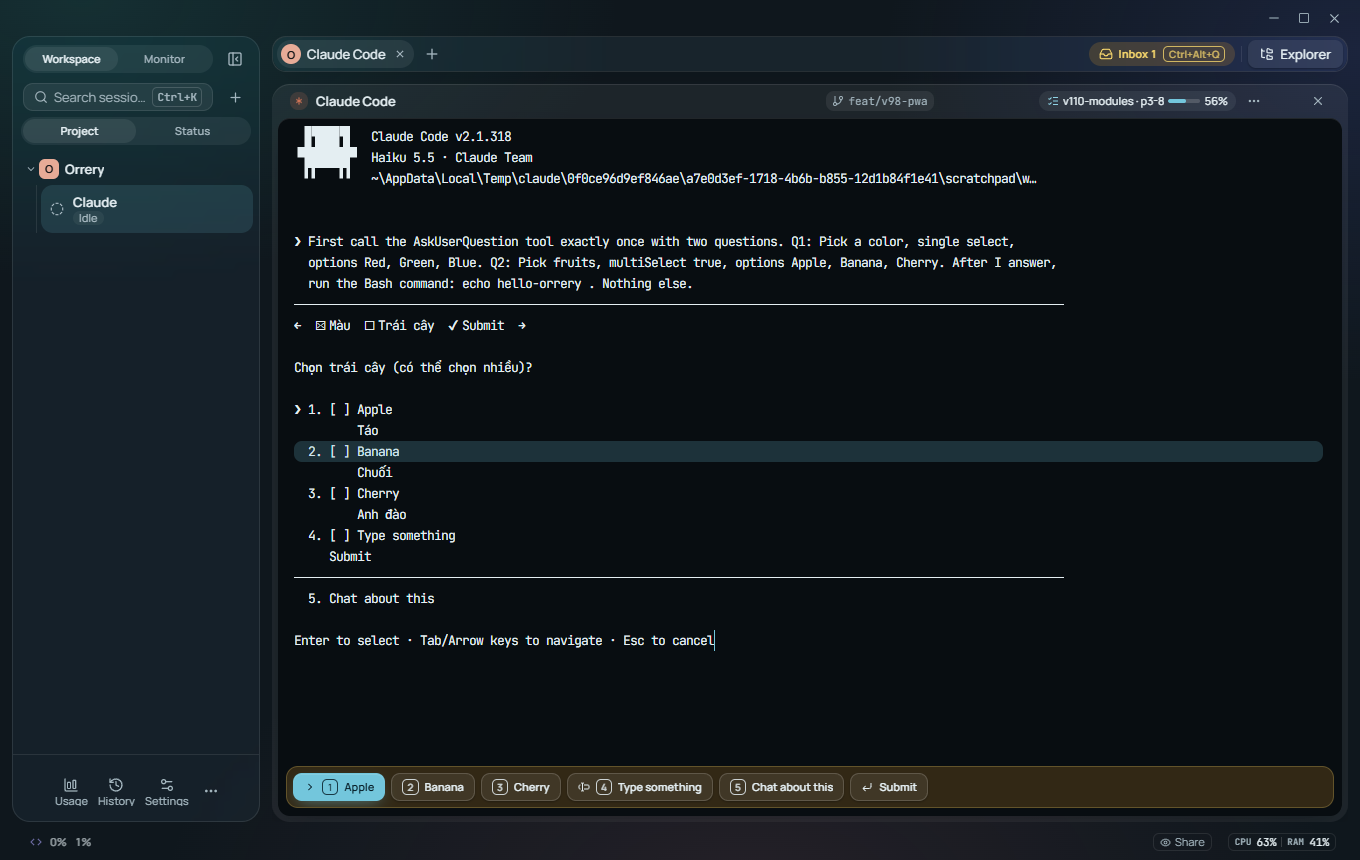 Workspace Monitor
Search sessio... Ctrl+K
Project Status
O Orrery
Claude
Idle
Usage History Settings
0% 1%
O Claude Code
Inbox 1 Ctrl+Alt+Q
Explorer
Claude Code
feat/v98-pwa
v110-modules · p3-8 56%
Claude Code v2.1.318
Haiku 5.5 · Claude Team
~\AppData\Local\Temp\claude\0f0ce96d9ef846ae\a7e0d3ef-1718-4b6b-b855-12d1b84f1e41\scratchpad\w…
❯ First call the AskUserQuestion tool exactly once with two questions. Q1: Pick a color, single select,
options Red, Green, Blue. Q2: Pick fruits, multiSelect true, options Apple, Banana, Cherry. After I answer,
run the Bash command: echo hello-orrery . Nothing else.
← ☒ Màu ☐ Trái cây ✓ Submit →
Chọn trái cây (có thể chọn nhiều)?
❯ 1. [ ] Apple
Táo
2. [ ] Banana
Chuối
3. [ ] Cherry
Anh đào
4. [ ] Type something
Submit
5. Chat about this
Enter to select · Tab/Arrow keys to navigate · Esc to cancel
1 Apple 2 Banana 3 Cherry 4 Type something 5 Chat about this Submit
Share CPU 63% RAM 41%